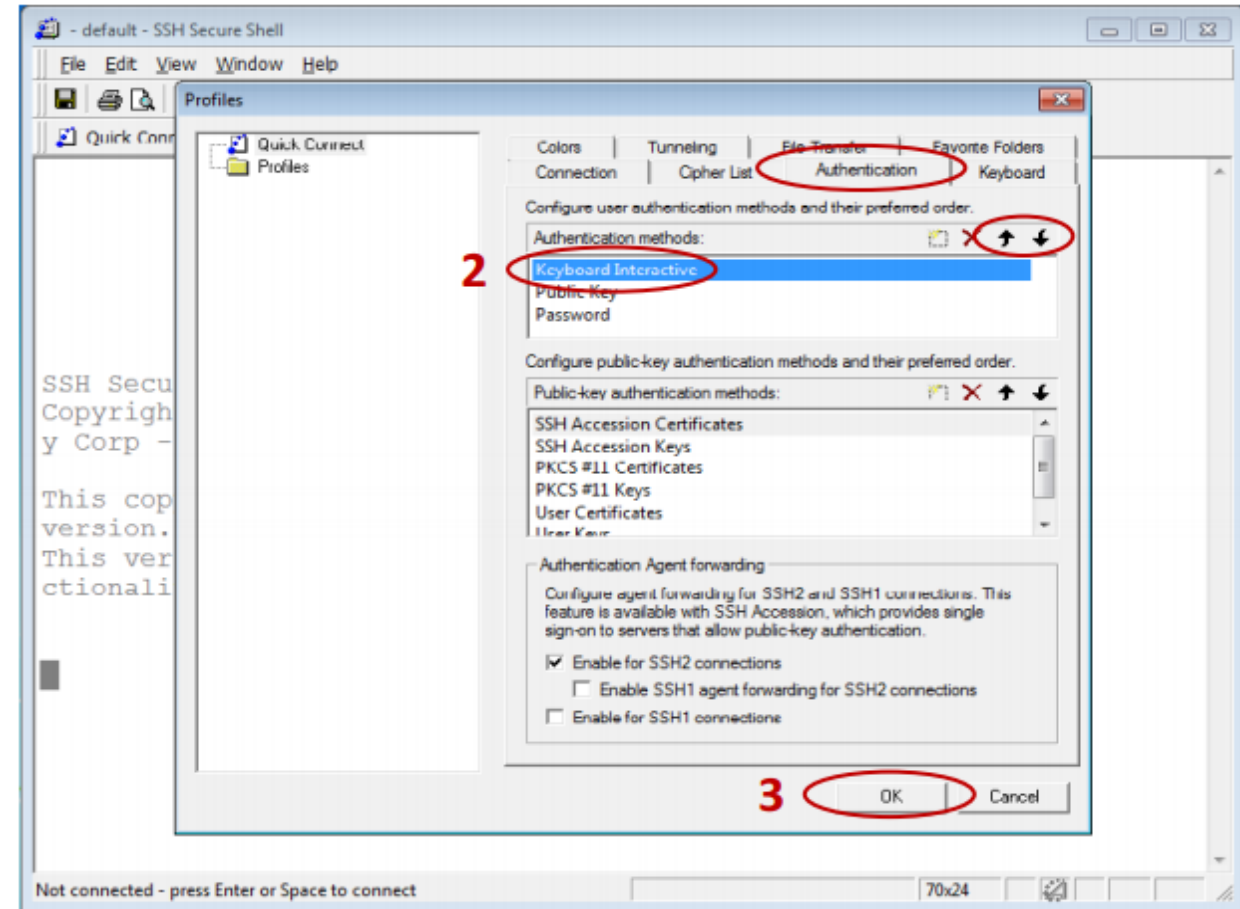 - default - SSH Secure Shell
File Edit View Window Help
Profiles
Quick Conn
Quick Connect
Profiles
Colors Tunneling File Transfer Favorite Folders
Connection Cipher List Authentication Keyboard
Configure user authentication methods and their preferred order.
Authentication methods:
2
Keyboard Interactive
Public Key
Password
Configure public-key authentication methods and their preferred order.
Public-key authentication methods:
SSH Accession Certificates
SSH Accession Keys
PKCS #11 Certificates
PKCS #11 Keys
User Certificates
User Keys
Authentication Agent forwarding
Configure agent forwarding for SSH2 and SSH1 connections. This
feature is available with SSH Accession, which provides single
sign-on to servers that allow public-key authentication.
Enable for SSH2 connections
Enable SSH1 agent forwarding for SSH2 connections
Enable for SSH1 connections
3
OK Cancel
SSH Secu
Copyrigh
y Corp -
This cop
version.
This ver
ctionali
Not connected - press Enter or Space to connect
70x24